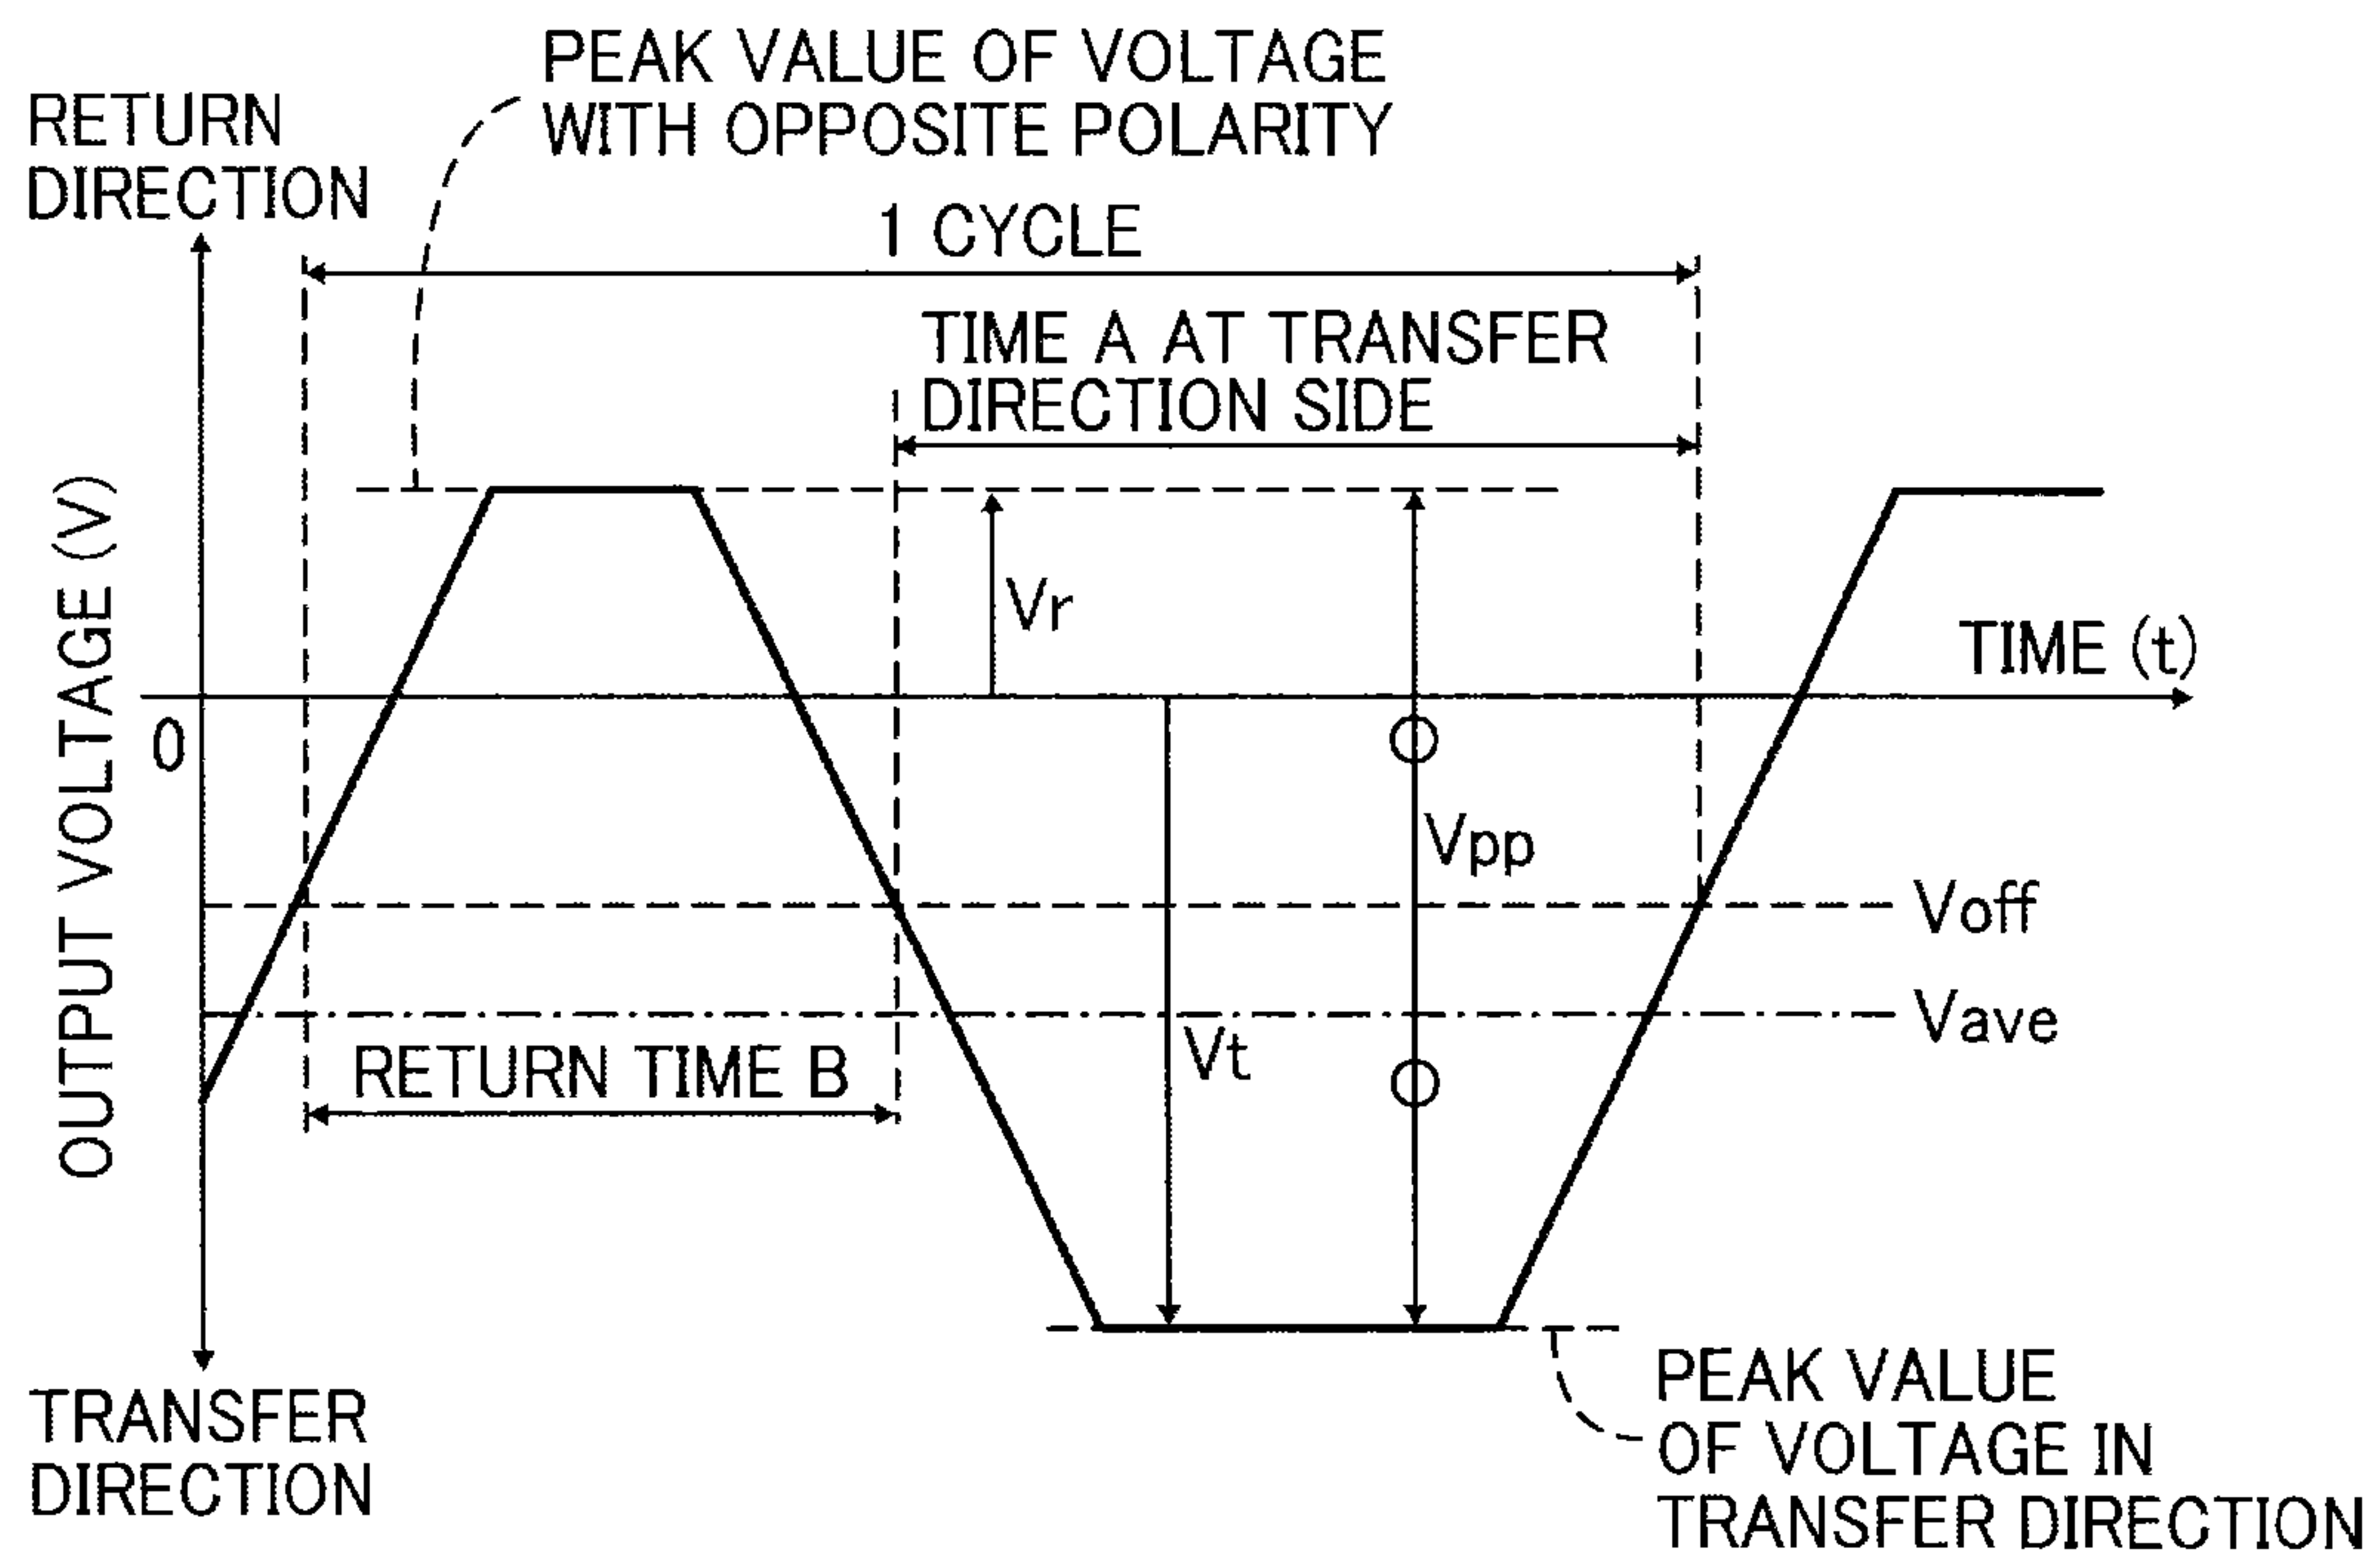 PEAK VALUE OF VOLTAGE
WITH OPPOSITE POLARITY
RETURN
DIRECTION
1 CYCLE
TIME A AT TRANSFER
DIRECTION SIDE
OUTPUT VOLTAGE (V)
Vr
TIME (t)
0
Vpp
Voff
Vave
Vt
RETURN TIME B
TRANSFER
DIRECTION
PEAK VALUE
OF VOLTAGE IN
TRANSFER DIRECTION